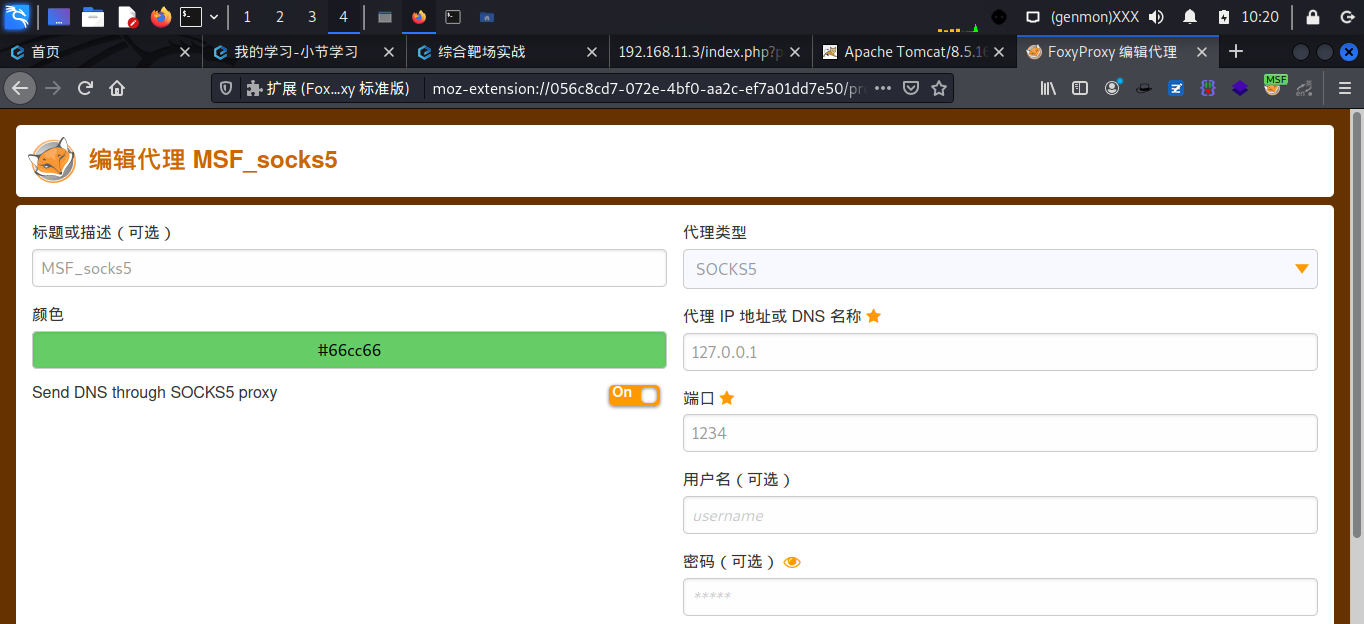 1 2 3 4 (genmon)XXX 10:20
首页 我的学习-小节学习 综合靶场实战 192.168.11.3/index.php?p Apache Tomcat/8.5.1 FoxyProxy 编辑代理
扩展 (Fox...xy 标准版) moz-extension://056c8cd7-072e-4bf0-aa2c-ef7a01dd7e50/pr MSF
编辑代理 MSF_socks5
标题或描述（可选）
MSF_socks5
颜色
#66cc66
Send DNS through SOCKS5 proxy On
代理类型
SOCKS5
代理 IP 地址或 DNS 名称
127.0.0.1
端口
1234
用户名（可选）
username
密码（可选）
*****